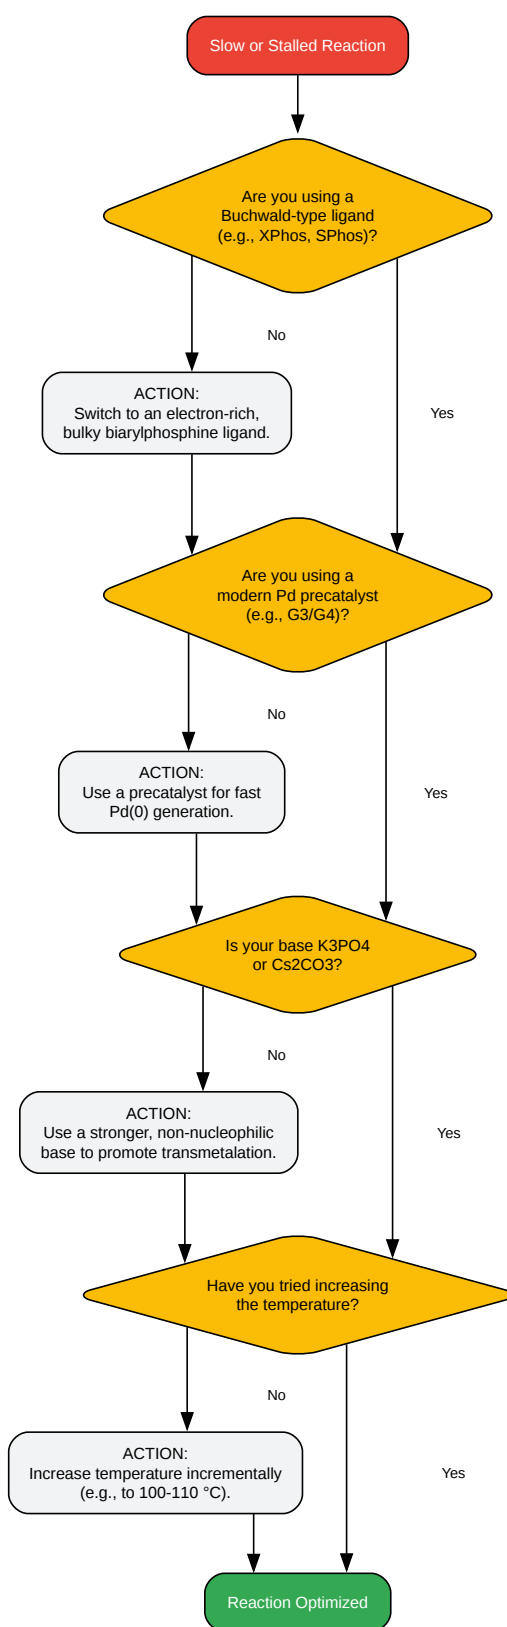 Slow or Stalled Reaction
Are you using a
Buchwald-type ligand
(e.g., XPhos, SPhos)?
No
ACTION:
Switch to an electron-rich,
bulky biarylphosphine ligand.
Yes
Are you using a
modern Pd precatalyst
(e.g., G3/G4)?
No
ACTION:
Use a precatalyst for fast
Pd(0) generation.
Yes
Is your base K3PO4
or Cs2CO3?
No
ACTION:
Use a stronger, non-nucleophilic
base to promote transmetalation.
Yes
Have you tried increasing
the temperature?
No
ACTION:
Increase temperature incrementally
(e.g., to 100-110 °C).
Yes
Reaction Optimized